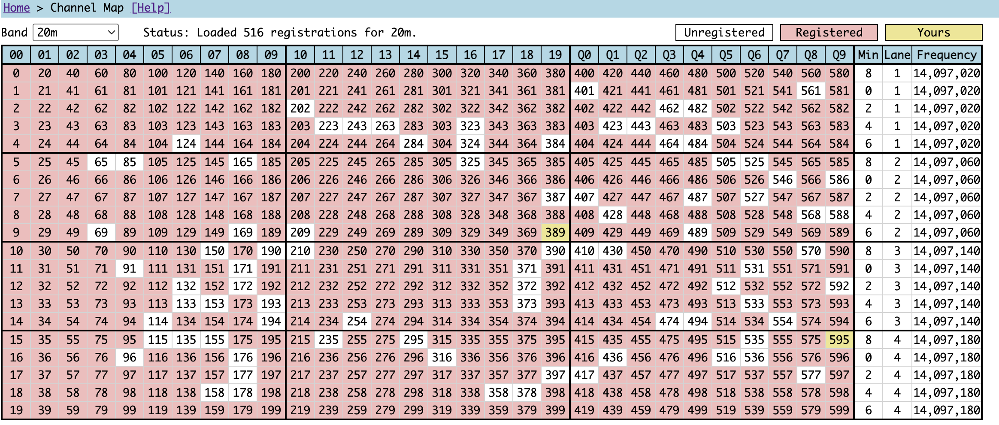 Home > Channel Map [Help]
Band 20m Status: Loaded 516 registrations for 20m. Unregistered Registered Yours
00 01 02 03 04 05 06 07 08 09 10 11 12 13 14 15 16 17 18 19 Q0 Q1 Q2 Q3 Q4 Q5 Q6 Q7 Q8 Q9 Min Lane Frequency
0 20 40 60 80 100 120 140 160 180 200 220 240 260 280 300 320 340 360 380 400 420 440 460 480 500 520 540 560 580 8 1 14,097,020
1 21 41 61 81 101 121 141 161 181 201 221 241 261 281 301 321 341 361 381 401 421 441 461 481 501 521 541 561 581 0 1 14,097,020
2 22 42 62 82 102 122 142 162 182 202 222 242 262 282 302 322 342 362 382 402 422 442 462 482 502 522 542 562 582 2 1 14,097,020
3 23 43 63 83 103 123 143 163 183 203 223 243 263 283 303 323 343 363 383 403 423 443 463 483 503 523 543 563 583 4 1 14,097,020
4 24 44 64 84 104 124 144 164 184 204 224 244 264 284 304 324 344 364 384 404 424 444 464 484 504 524 544 564 584 6 1 14,097,020
5 25 45 65 85 105 125 145 165 185 205 225 245 265 285 305 325 345 365 385 405 425 445 465 485 505 525 545 565 585 8 2 14,097,060
6 26 46 66 86 106 126 146 166 186 206 226 246 266 286 306 326 346 366 386 406 426 446 466 486 506 526 546 566 586 0 2 14,097,060
7 27 47 67 87 107 127 147 167 187 207 227 247 267 287 307 327 347 367 387 407 427 447 467 487 507 527 547 567 587 2 2 14,097,060
8 28 48 68 88 108 128 148 168 188 208 228 248 268 288 308 328 348 368 388 408 428 448 468 488 508 528 548 568 588 4 2 14,097,060
9 29 49 69 89 109 129 149 169 189 209 229 249 269 289 309 329 349 369 389 409 429 449 469 489 509 529 549 569 589 6 2 14,097,060
10 30 50 70 90 110 130 150 170 190 210 230 250 270 290 310 330 350 370 390 410 430 450 470 490 510 530 550 570 590 8 3 14,097,140
11 31 51 71 91 111 131 151 171 191 211 231 251 271 291 311 331 351 371 391 411 431 451 471 491 511 531 551 571 591 0 3 14,097,140
12 32 52 72 92 112 132 152 172 192 212 232 252 272 292 312 332 352 372 392 412 432 452 472 492 512 532 552 572 592 2 3 14,097,140
13 33 53 73 93 113 133 153 173 193 213 233 253 273 293 313 333 353 373 393 413 433 453 473 493 513 533 553 573 593 4 3 14,097,140
14 34 54 74 94 114 134 154 174 194 214 234 254 274 294 314 334 354 374 394 414 434 454 474 494 514 534 554 574 594 6 3 14,097,140
15 35 55 75 95 115 135 155 175 195 215 235 255 275 295 315 335 355 375 395 415 435 455 475 495 515 535 555 575 595 8 4 14,097,180
16 36 56 76 96 116 136 156 176 196 216 236 256 276 296 316 336 356 376 396 416 436 456 476 496 516 536 556 576 596 0 4 14,097,180
17 37 57 77 97 117 137 157 177 197 217 237 257 277 297 317 337 357 377 397 417 437 457 477 497 517 537 557 577 597 2 4 14,097,180
18 38 58 78 98 118 138 158 178 198 218 238 258 278 298 318 338 358 378 398 418 438 458 478 498 518 538 558 578 598 4 4 14,097,180
19 39 59 79 99 119 139 159 179 199 219 239 259 279 299 319 339 359 379 399 419 439 459 479 499 519 539 559 579 599 6 4 14,097,180